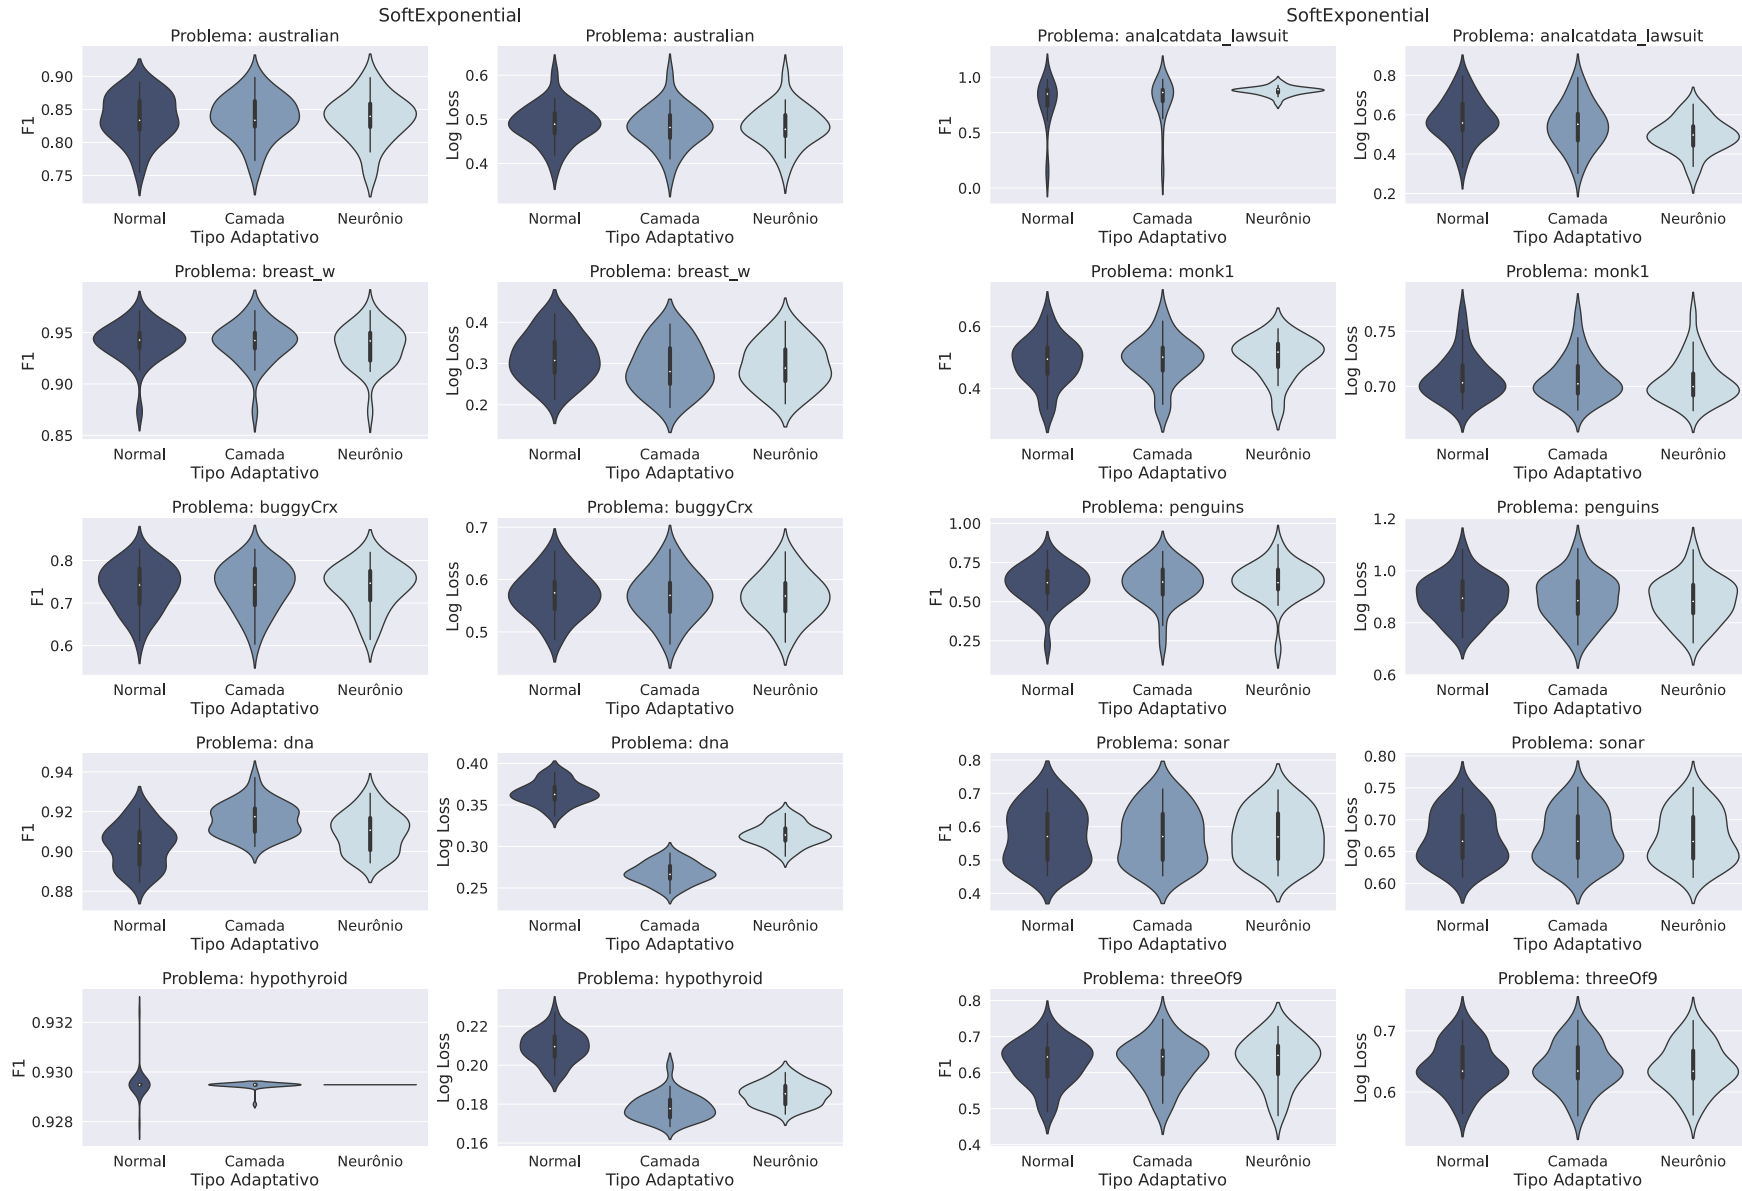 SoftExponential
Problema: australian
F1
0.90
0.85
0.80
0.75
Normal Camada Neurônio
Tipo Adaptativo
Problema: australian
Log Loss
0.6
0.5
0.4
Normal Camada Neurônio
Tipo Adaptativo
Problema: breast_w
F1
0.95
0.90
0.85
Normal Camada Neurônio
Tipo Adaptativo
Problema: breast_w
Log Loss
0.4
0.3
0.2
Normal Camada Neurônio
Tipo Adaptativo
Problema: buggyCrx
F1
0.8
0.7
0.6
Normal Camada Neurônio
Tipo Adaptativo
Problema: buggyCrx
Log Loss
0.7
0.6
0.5
Normal Camada Neurônio
Tipo Adaptativo
Problema: dna
F1
0.94
0.92
0.90
0.88
Normal Camada Neurônio
Tipo Adaptativo
Problema: dna
Log Loss
0.40
0.35
0.30
0.25
Normal Camada Neurônio
Tipo Adaptativo
Problema: hypothyroid
F1
0.932
0.930
0.928
Normal Camada Neurônio
Tipo Adaptativo
Problema: hypothyroid
Log Loss
0.22
0.20
0.18
0.16
Normal Camada Neurônio
Tipo Adaptativo
SoftExponential
Problema: analcatdata_lawsuit
F1
1.0
0.5
0.0
Normal Camada Neurônio
Tipo Adaptativo
Problema: analcatdata_lawsuit
Log Loss
0.8
0.6
0.4
0.2
Normal Camada Neurônio
Tipo Adaptativo
Problema: monk1
F1
0.6
0.4
Normal Camada Neurônio
Tipo Adaptativo
Problema: monk1
Log Loss
0.75
0.70
Normal Camada Neurônio
Tipo Adaptativo
Problema: penguins
F1
1.00
0.75
0.50
0.25
Normal Camada Neurônio
Tipo Adaptativo
Problema: penguins
Log Loss
1.2
1.0
0.8
0.6
Normal Camada Neurônio
Tipo Adaptativo
Problema: sonar
F1
0.8
0.7
0.6
0.5
0.4
Normal Camada Neurônio
Tipo Adaptativo
Problema: sonar
Log Loss
0.80
0.75
0.70
0.65
0.60
Normal Camada Neurônio
Tipo Adaptativo
Problema: threeOf9
F1
0.8
0.7
0.6
0.5
0.4
Normal Camada Neurônio
Tipo Adaptativo
Problema: threeOf9
Log Loss
0.7
0.6
Normal Camada Neurônio
Tipo Adaptativo